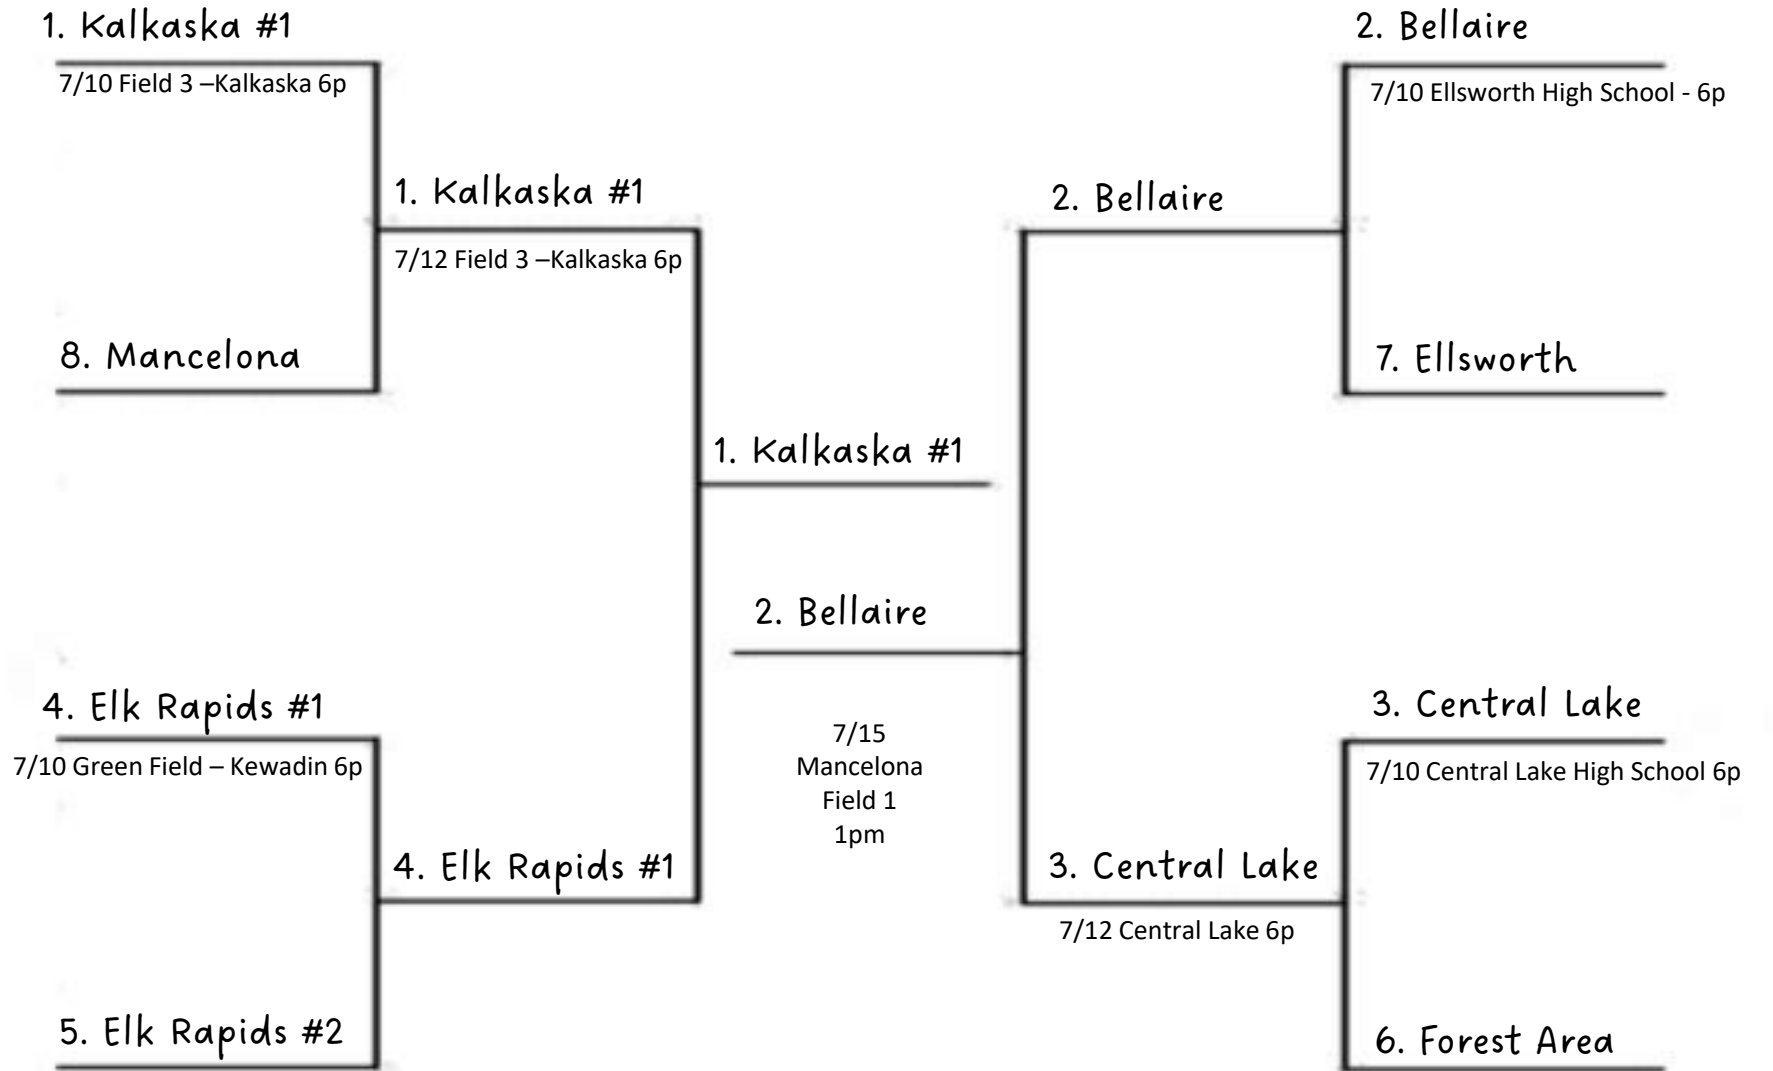 1. Kalkaska #1
7/10 Field 3 –Kalkaska 6p
1. Kalkaska #1
7/12 Field 3 –Kalkaska 6p
8. Mancelona
1. Kalkaska #1
4. Elk Rapids #1
7/10 Green Field – Kewadin 6p
4. Elk Rapids #1
5. Elk Rapids #2
2. Bellaire
7/15
Mancelona
Field 1
1pm
2. Bellaire
7/10 Ellsworth High School - 6p
2. Bellaire
7. Ellsworth
3. Central Lake
7/10 Central Lake High School 6p
3. Central Lake
7/12 Central Lake 6p
6. Forest Area